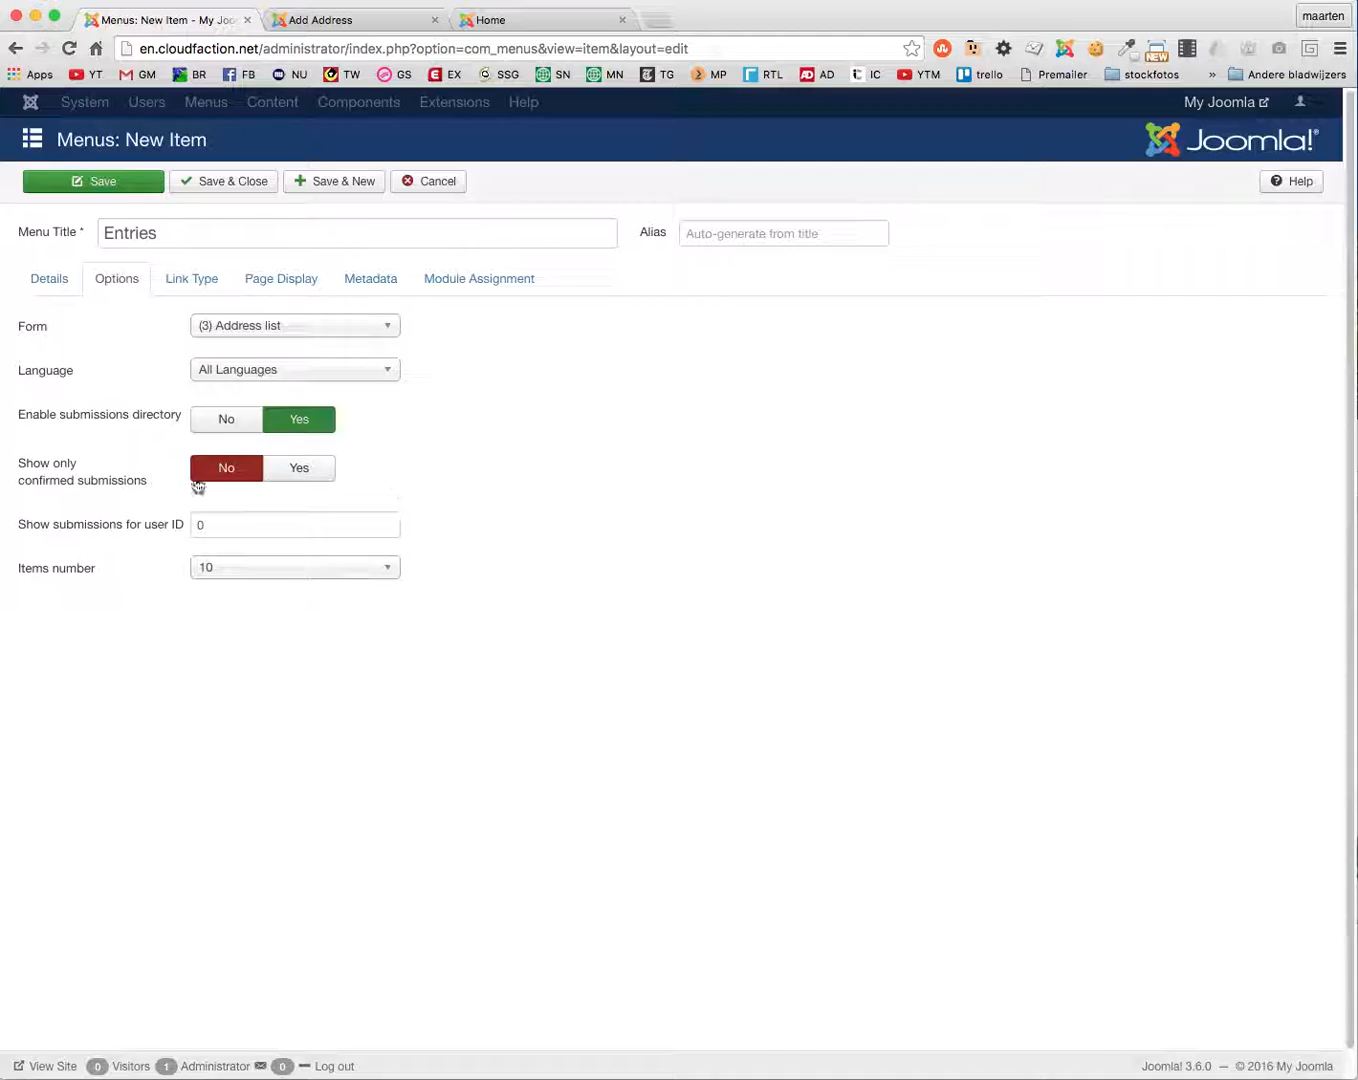 Menus: New Item - My Joo
Add Address
Home
maarten
en.cloudfaction.net/administrator/index.php?option=com_menus&view=item&layout=edit
NEW
Apps YT GM BR FB NU TW GS EX SSG SN MN TG MP RTL AD IC YTM trello Premailer stockfotos » Andere bladwijzers
System Users Menus Content Components Extensions Help My Joomla
Menus: New Item
Joomla!®
Save Save & Close Save & New Cancel Help
Menu Title * Entries Alias Auto-generate from title
Details Options Link Type Page Display Metadata Module Assignment
Form (3) Address list
Language All Languages
Enable submissions directory No Yes
Show only
confirmed submissions No Yes
Show submissions for user ID 0
Items number 10
View Site 0 Visitors 1 Administrator 0 Log out Joomla! 3.6.0 — © 2016 My Joomla